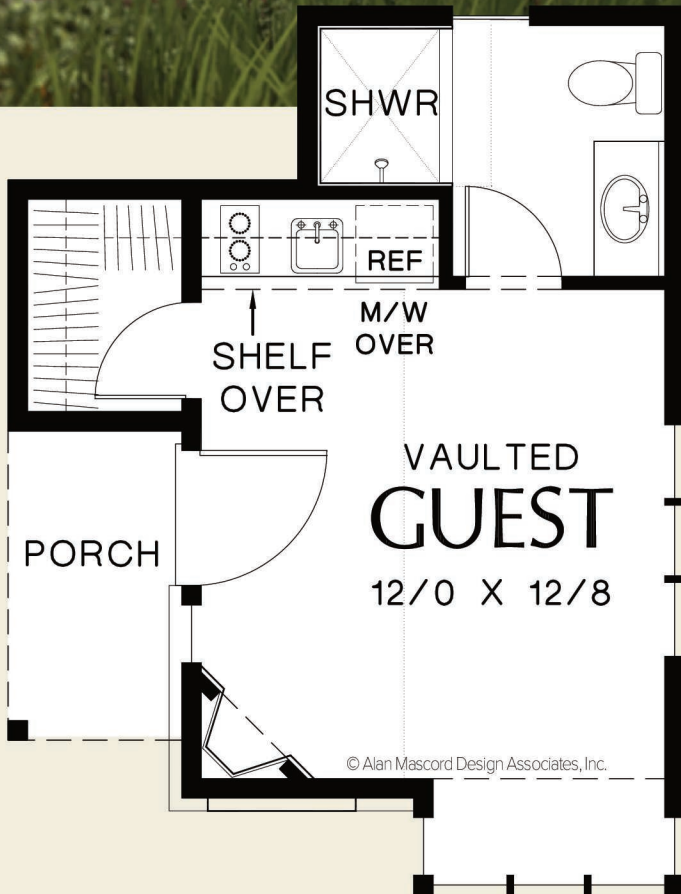 SHWR
REF
M/W
OVER
SHELF
OVER
VAULTED
GUEST
12/0 X 12/8
PORCH
© Alan Mascord Design Associates, Inc.